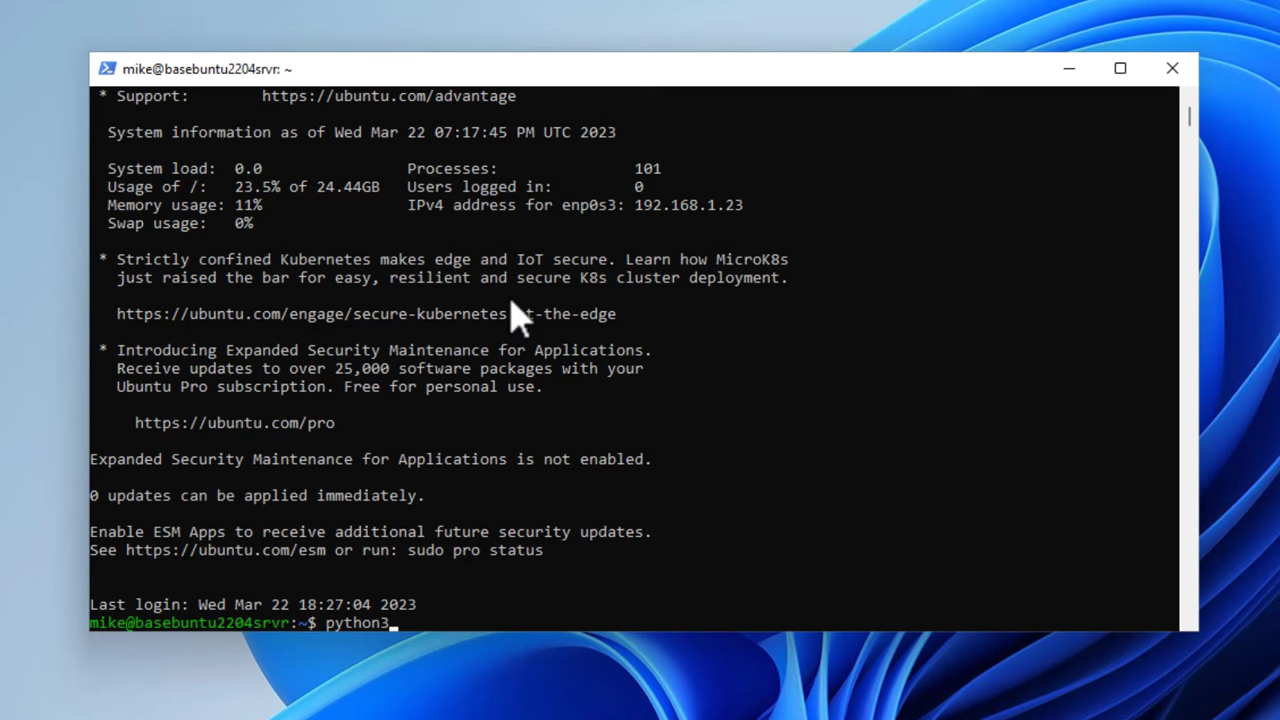 mike@basebuntu2204srvr: ~
* Support: https://ubuntu.com/advantage
System information as of Wed Mar 22 07:17:45 PM UTC 2023
System load: 0.0 Processes: 101
Usage of /: 23.5% of 24.44GB Users logged in: 0
Memory usage: 11% IPv4 address for enp0s3: 192.168.1.23
Swap usage: 0%
* Strictly confined Kubernetes makes edge and IoT secure. Learn how MicroK8s
just raised the bar for easy, resilient and secure K8s cluster deployment.
https://ubuntu.com/engage/secure-kubernetes t-the-edge
* Introducing Expanded Security Maintenance for Applications.
Receive updates to over 25,000 software packages with your
Ubuntu Pro subscription. Free for personal use.
https://ubuntu.com/pro
Expanded Security Maintenance for Applications is not enabled.
0 updates can be applied immediately.
Enable ESM Apps to receive additional future security updates.
See https://ubuntu.com/esm or run: sudo pro status
Last login: Wed Mar 22 18:27:04 2023
mike@basebuntu2204srvr:~$ python3